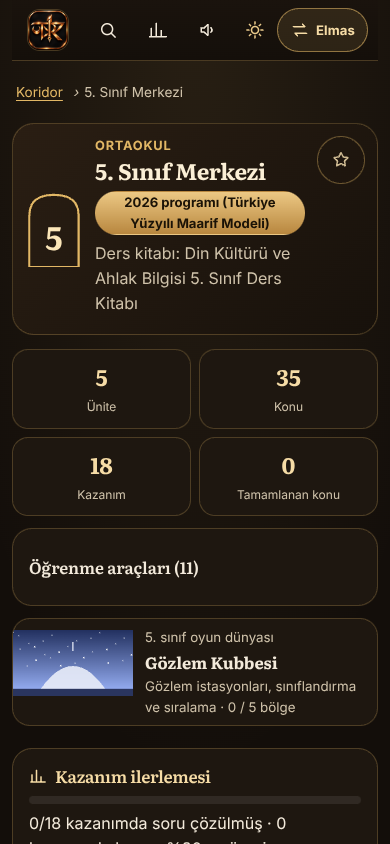 Elmas
Koridor › 5. Sınıf Merkezi
ORTAOKUL
5. Sınıf Merkezi
2026 programı (Türkiye
Yüzyılı Maarif Modeli)
5
Ders kitabı: Din Kültürü ve
Ahlak Bilgisi 5. Sınıf Ders
Kitabı
5
Ünite
35
Konu
18
Kazanım
0
Tamamlanan konu
Öğrenme araçları (11)
5. sınıf oyun dünyası
Gözlem Kubbesi
Gözlem istasyonları, sınıflandırma
ve sıralama · 0 / 5 bölge
Kazanım ilerlemesi
0/18 kazanımda soru çözülmüş · 0